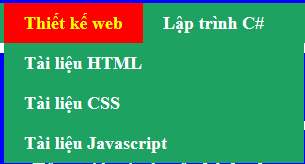 Thiết kế web Lập trình C#
Tài liệu HTML
Tài liệu CSS
Tài liệu Javascript